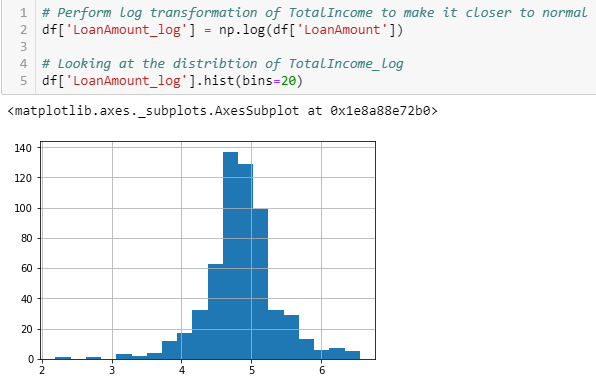 1 # Perform log transformation of TotalIncome to make it closer to normal
2 df['LoanAmount_log'] = np.log(df['LoanAmount'])
3
4 # Looking at the distribtion of TotalIncome_log
5 df['LoanAmount_log'].hist(bins=20)
<matplotlib.axes._subplots.AxesSubplot at 0x1e8a88e72b0>
140
120
100
80
60
40
20
0
2 3 4 5 6